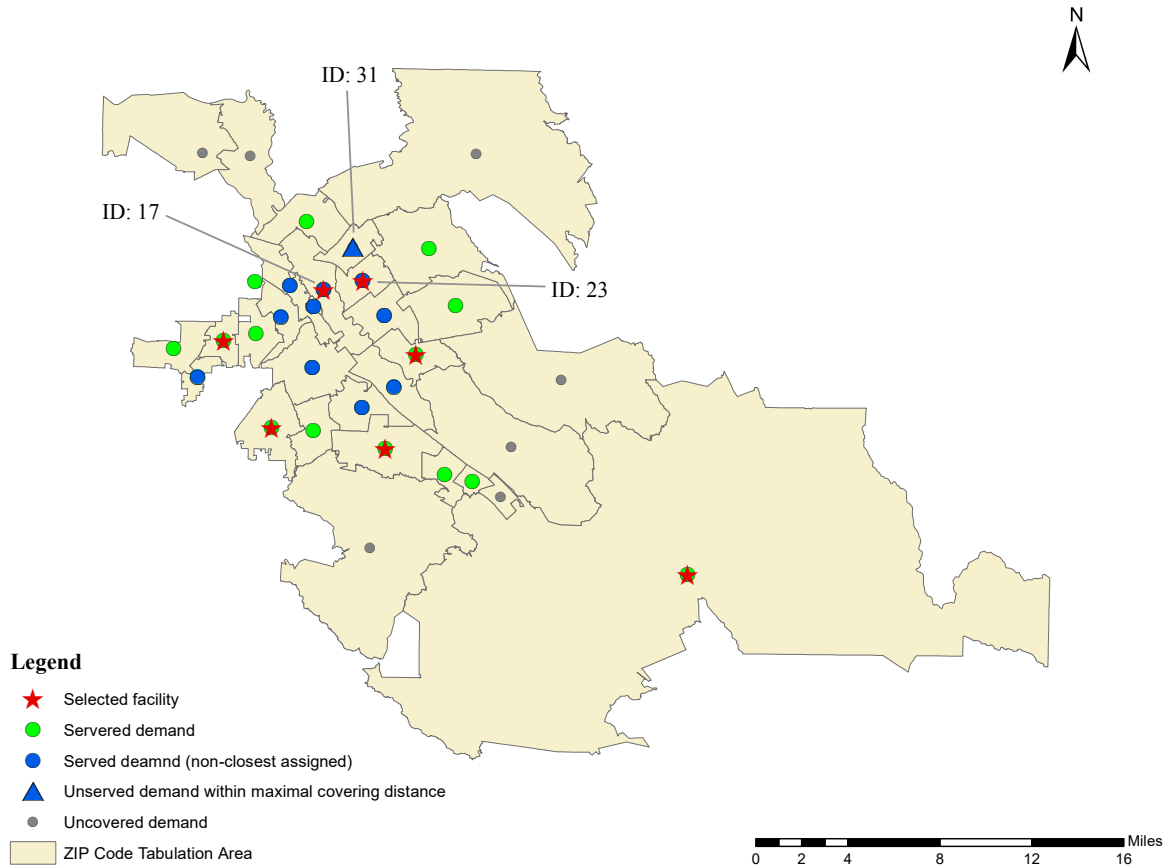 N
ID: 31
ID: 17
ID: 23
Legend
Selected facility
Servered demand
Served deamnd (non-closest assigned)
Unserved demand within maximal covering distance
Uncovered demand
ZIP Code Tabulation Area
Miles
0 2 4 8 12 16